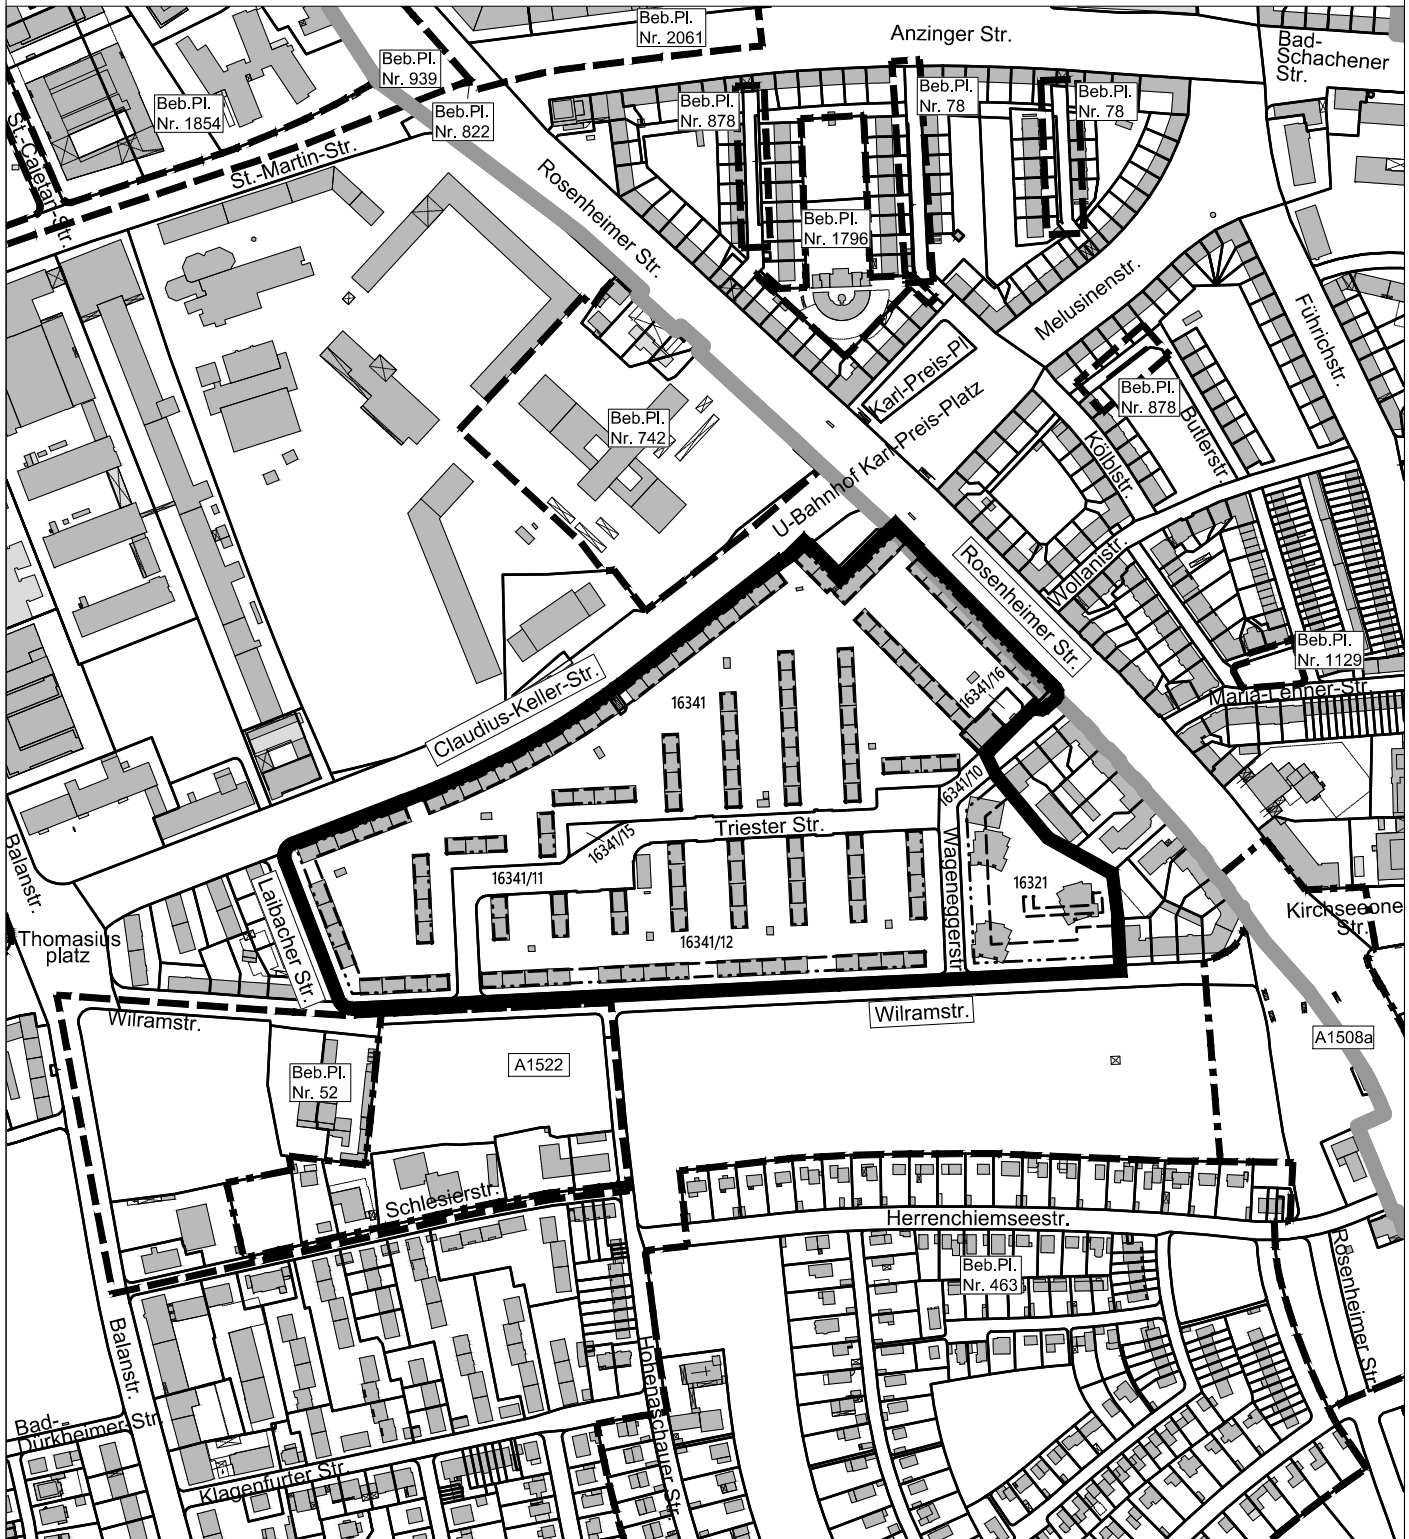 Beb.Pl.
Nr. 2061
Anzinger Str.
Bad-
Schachener
Str.
Beb.Pl.
Nr. 939
Beb.Pl.
Nr. 1854
Beb.Pl.
Nr. 822
Beb.Pl.
Nr. 878
Beb.Pl.
Nr. 78
Beb.Pl.
Nr. 78
St.-Cajetan-Str.
St.-Martin-Str.
Rosenheimer Str.
Beb.Pl.
Nr. 1796
Melusinenstr.
Führichstr.
Karl-Preis-Pl
Beb.Pl.
Nr. 878
Beb.Pl.
Nr. 742
U-Bahnhof Karl-Preis-Platz
Kölblstr.
Butlerstr.
Rosenheimer Str.
Wollanistr.
Beb.Pl.
Nr. 1129
Maria-Lehner-Str.
Claudius-Keller-Str.
16341
16341/16
16341/10
Triester Str.
16341/15
16341/11
Balanstr.
Laibacher Str.
Wageneggerstr.
16321
16341/12
Kirchseeone
Str.
Thomasius
platz
Wilramstr.
Wilramstr.
A1508a
A1522
Beb.Pl.
Nr. 52
Schlesierstr.
Herrenchiemseestr.
Beb.Pl.
Nr. 463
Rosenheimer Str.
Balanstr.
Hohenaschauer Str.
Bad-
Dürkheimer-Str.
Klagenfurter Str.